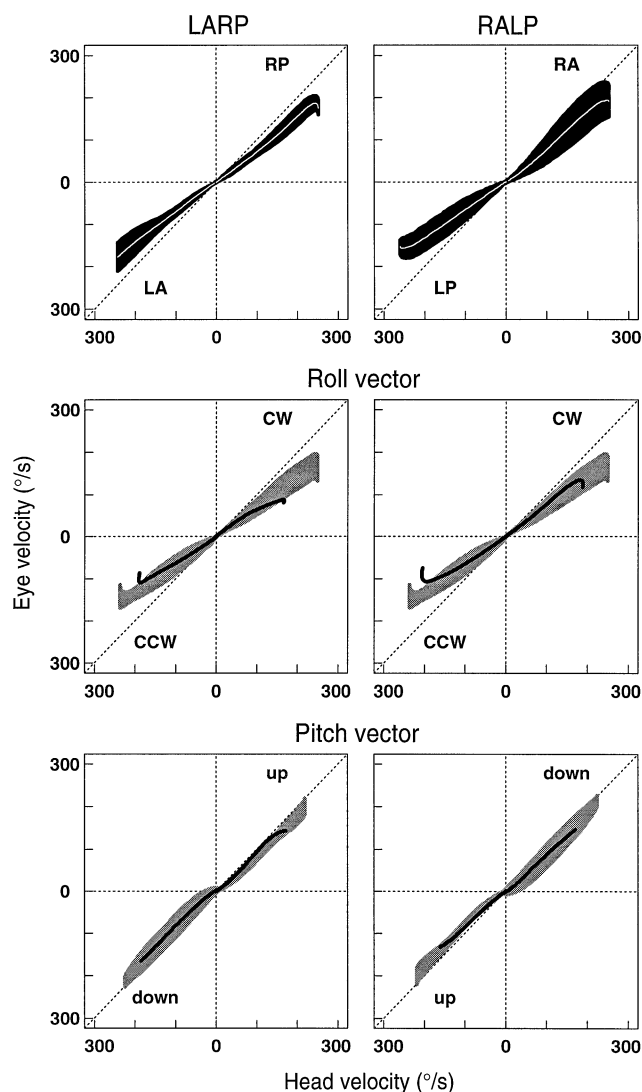 LARP RALP
300 RP RA
0
LA LP
300
300 0 300 300 0 300
Roll vector
300 CW CW
0
CCW CCW
300
300 0 300 300 0 300
Pitch vector
300 up down
0
down up
300
300 0 300 300 0 300
Eye velocity (°/s)
Head velocity (°/s)